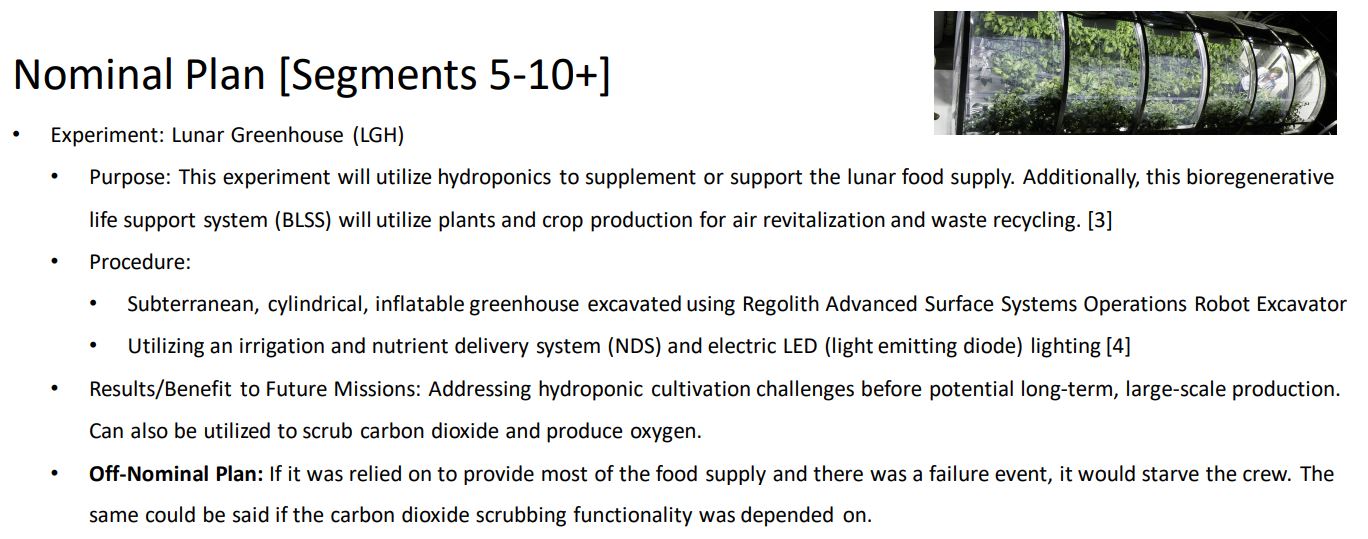 Nominal Plan [Segments 5-10+]
• Experiment: Lunar Greenhouse (LGH)
• Purpose: This experiment will utilize hydroponics to supplement or support the lunar food supply. Additionally, this bioregenerative
life support system (BLSS) will utilize plants and crop production for air revitalization and waste recycling. [3]
• Procedure:
• Subterranean, cylindrical, inflatable greenhouse excavated using Regolith Advanced Surface Systems Operations Robot Excavator
• Utilizing an irrigation and nutrient delivery system (NDS) and electric LED (light emitting diode) lighting [4]
• Results/Benefit to Future Missions: Addressing hydroponic cultivation challenges before potential long-term, large-scale production.
Can also be utilized to scrub carbon dioxide and produce oxygen.
• Off-Nominal Plan: If it was relied on to provide most of the food supply and there was a failure event, it would starve the crew. The
same could be said if the carbon dioxide scrubbing functionality was depended on.